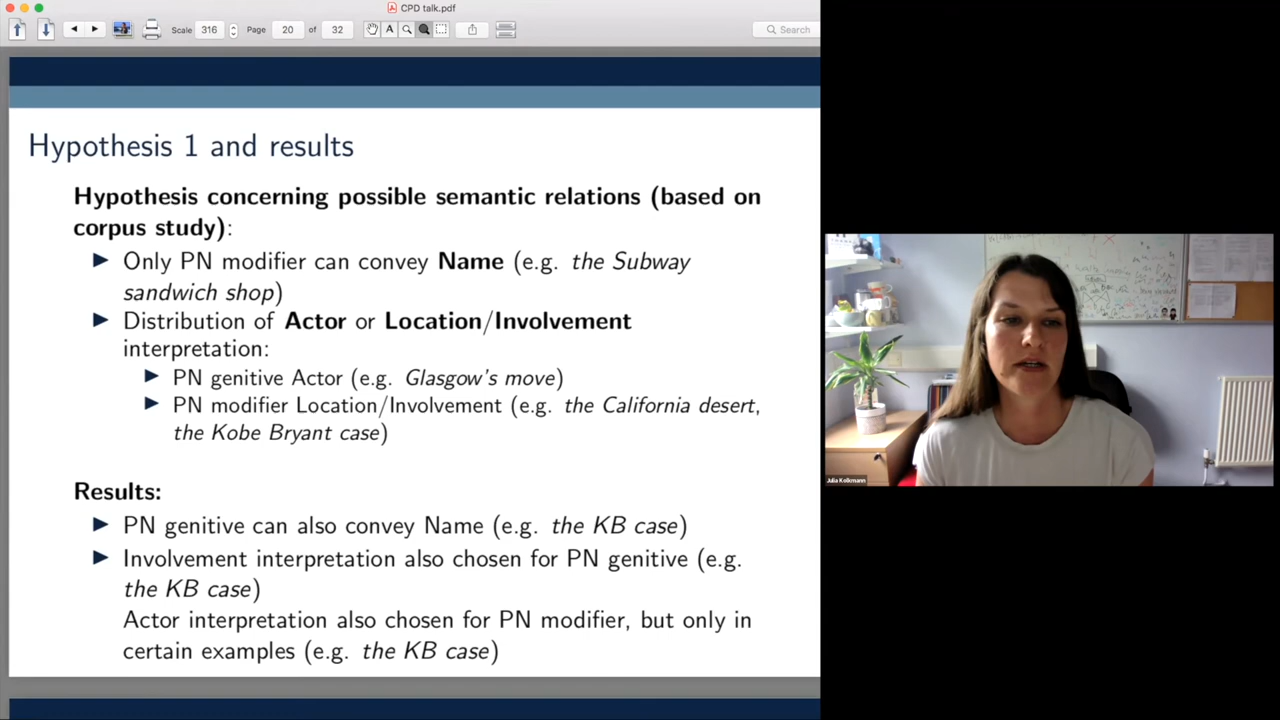 CPD talk.pdf
Scale 316 Page 20 of 32 Search
Hypothesis 1 and results
Hypothesis concerning possible semantic relations (based on
corpus study):
Only PN modifier can convey Name (e.g. the Subway
sandwich shop)
Distribution of Actor or Location/Involvement
interpretation:
PN genitive Actor (e.g. Glasgow's move)
PN modifier Location/Involvement (e.g. the California desert,
the Kobe Bryant case)
Results:
PN genitive can also convey Name (e.g. the KB case)
Involvement interpretation also chosen for PN genitive (e.g.
the KB case)
Actor interpretation also chosen for PN modifier, but only in
certain examples (e.g. the KB case)
Julia Kolkmann